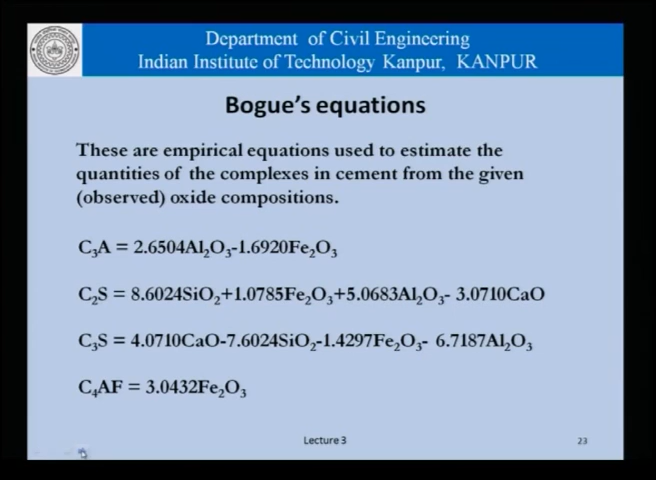 Department of Civil Engineering
Indian Institute of Technology Kanpur, KANPUR
Bogue's equations
These are empirical equations used to estimate the
quantities of the complexes in cement from the given
(observed) oxide compositions.
C₃A = 2.6504Al₂O₃-1.6920Fe₂O₃
C₂S = 8.6024SiO₂+1.0785Fe₂O₃+5.0683Al₂O₃- 3.0710CaO
C₃S = 4.0710CaO-7.6024SiO₂-1.4297Fe₂O₃- 6.7187Al₂O₃
C₄AF = 3.0432Fe₂O₃
Lecture 3
23